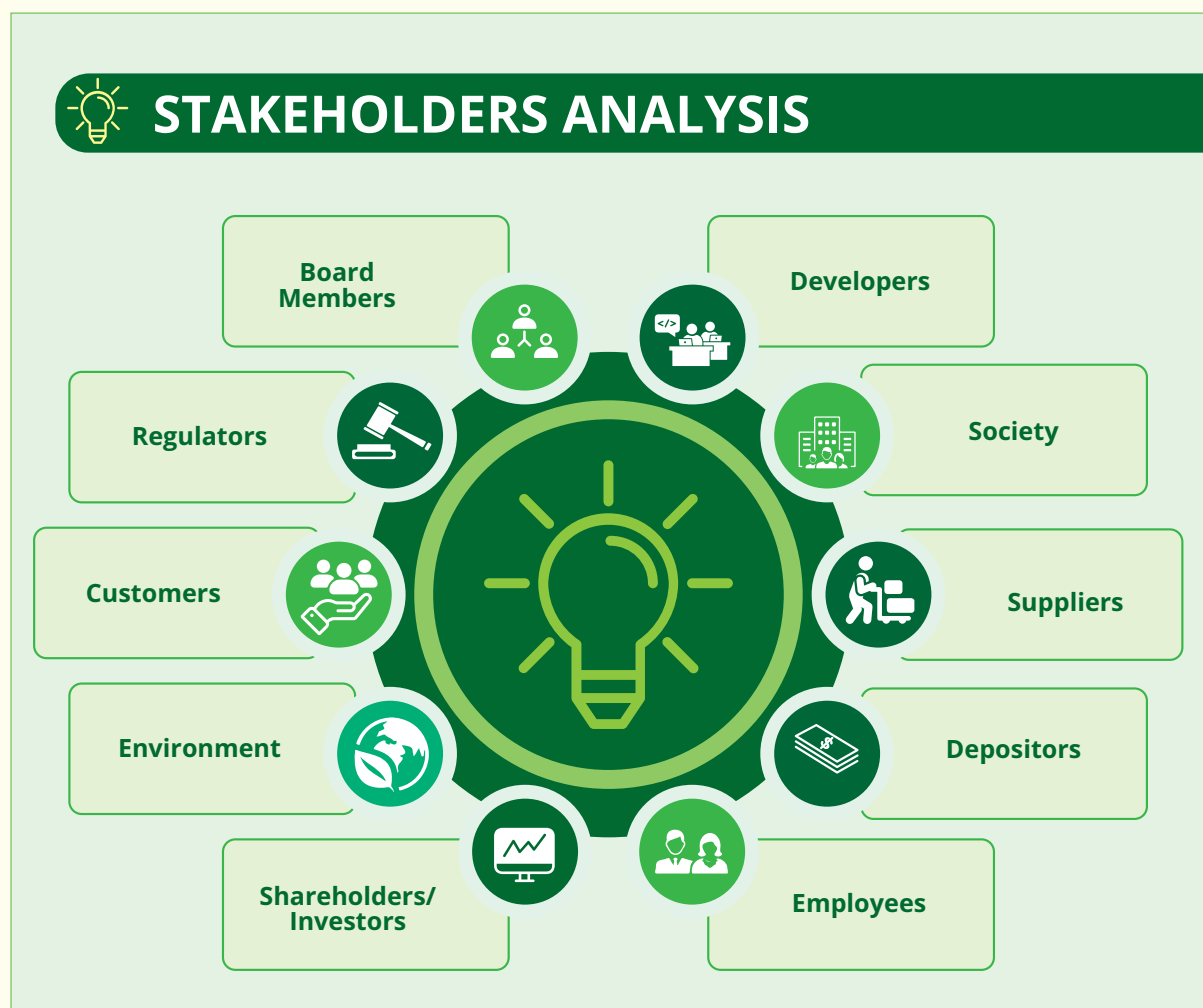 STAKEHOLDERS ANALYSIS
Board
Members
Developers
Regulators
Society
Customers
Suppliers
Environment
Depositors
Shareholders/
Investors
Employees